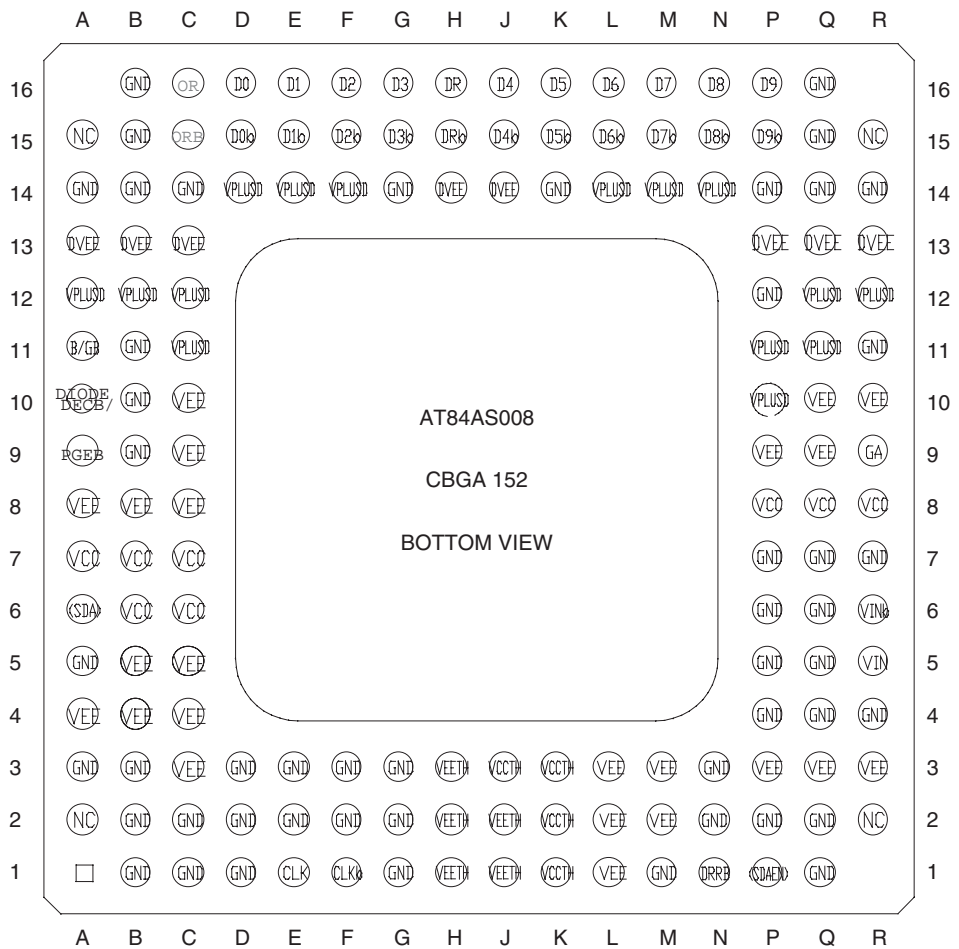 A B C D E F G H J K L M N P Q R
16 GND OR D0 D1 D2 D3 DR D4 D5 D6 D7 D8 D9 GND 16
15 NC GND ORB D0b D1b D2b D3b DRb D4b D5b D6b D7b D8b D9b GND NC 15
14 GND GND GND VPLUSD VPLUSD VPLUSD GND DVEE DVEE GND VPLUSD VPLUSD VPLUSD GND GND GND 14
13 DVEE DVEE DVEE DVEE DVEE DVEE 13
12 VPLUSD VPLUSD VPLUSD GND VPLUSD VPLUSD 12
11 B/GB GND VPLUSD VPLUSD VPLUSD GND 11
10 DIODE DECB/ GND VEE VPLUSD VEE VEE 10
AT84AS008
9 PGEB GND VEE VEE VEE GA 9
CBGA 152
8 VEE VEE VEE VCC VCC VCC 8
BOTTOM VIEW
7 VCC VCC VCC GND GND GND 7
6 (SDA) VCC VCC GND GND VINb 6
5 GND VEE VEE GND GND VIN 5
4 VEE VEE VEE GND GND GND 4
3 GND GND VEE GND GND GND GND VEETH VCCTH VCCTH VEE VEE GND VEE VEE VEE 3
2 NC GND GND GND GND GND GND VEETH VEETH VCCTH VEE VEE GND GND GND NC 2
1 GND GND GND CLK CLKb GND VEETH VEETH VCCTH VEE GND DRRB (SDAEN) GND 1
A B C D E F G H J K L M N P Q R